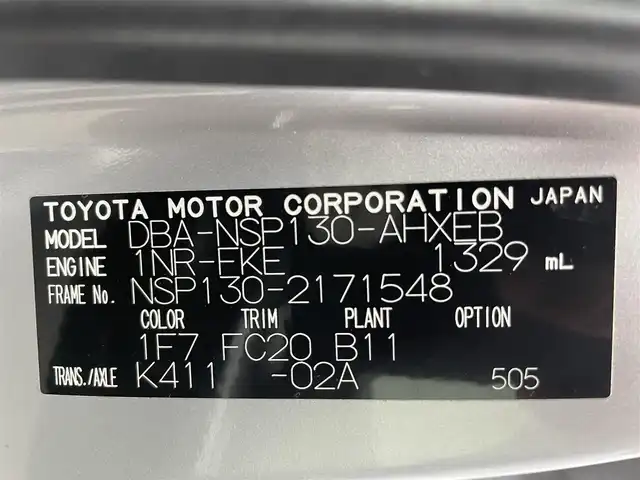 TOYOTA MOTOR CORPORATION JAPAN
MODEL DBA-NSP130-AHXEB
ENGINE 1NR-FKE 1329 mL
FRAME No. NSP130-2171548
COLOR TRIM PLANT OPTION
1F7 FC20 B11
TRANS./AXLE K411 -02A 505